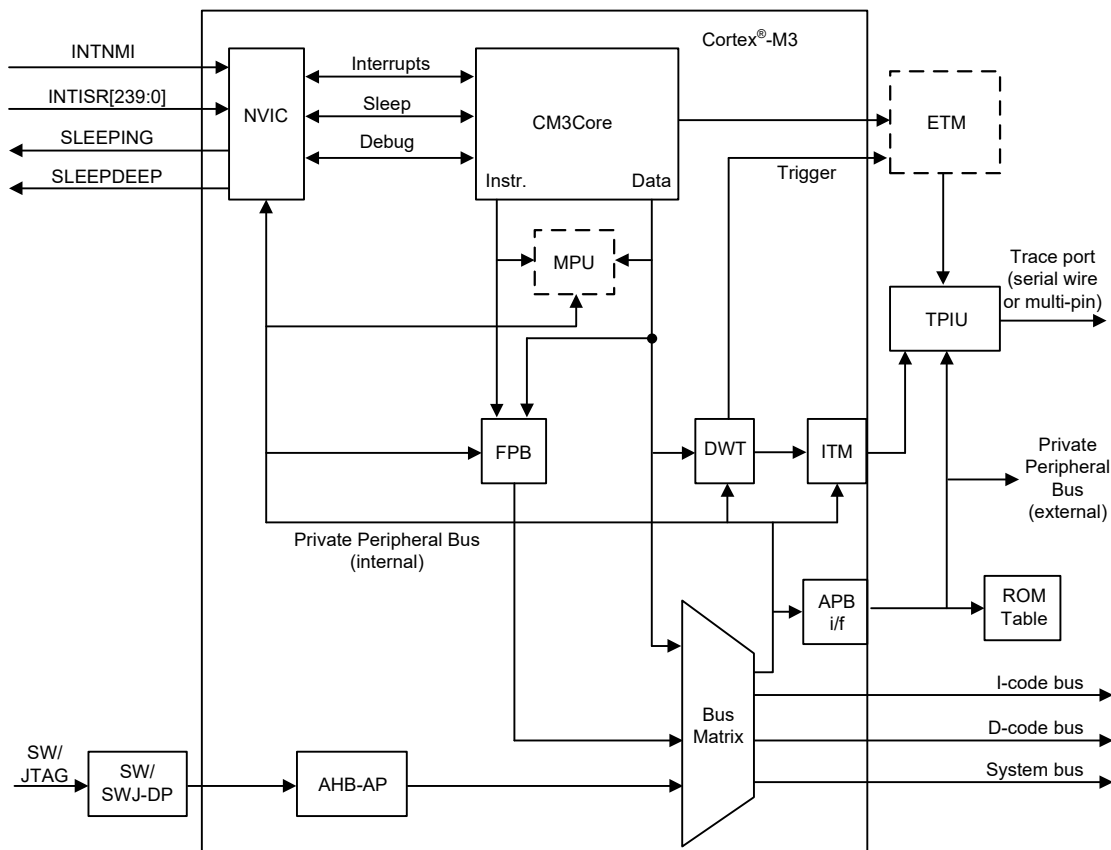 Cortex®-M3
INTNMI
INTISR[239:0]
SLEEPING
SLEEPDEEP
NVIC
Interrupts
Sleep
Debug
CM3Core
Instr.
Data
ETM
Trigger
MPU
Trace port
(serial wire
or multi-pin)
TPIU
FPB
DWT
ITM
Private
Peripheral
Bus
(external)
Private Peripheral Bus
(internal)
APB
i/f
ROM
Table
I-code bus
Bus
Matrix
D-code bus
System bus
SW/
JTAG
SW/
SWJ-DP
AHB-AP